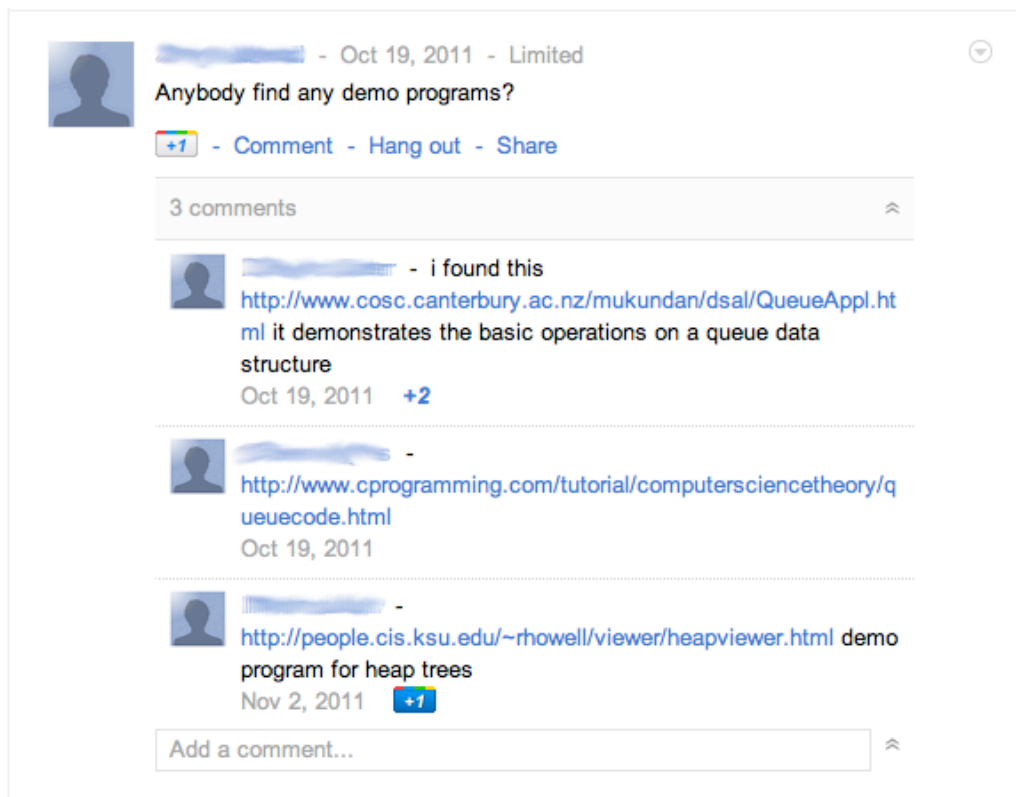 - Oct 19, 2011 - Limited
Anybody find any demo programs?
+1 - Comment - Hang out - Share
3 comments
- i found this
http://www.cosc.canterbury.ac.nz/mukundan/dsal/QueueAppl.ht
ml it demonstrates the basic operations on a queue data
structure
Oct 19, 2011 +2
-
http://www.cprogramming.com/tutorial/computersciencetheory/q
ueuecode.html
Oct 19, 2011
-
http://people.cis.ksu.edu/~rhowell/viewer/heapviewer.html demo
program for heap trees
Nov 2, 2011 +1
Add a comment...